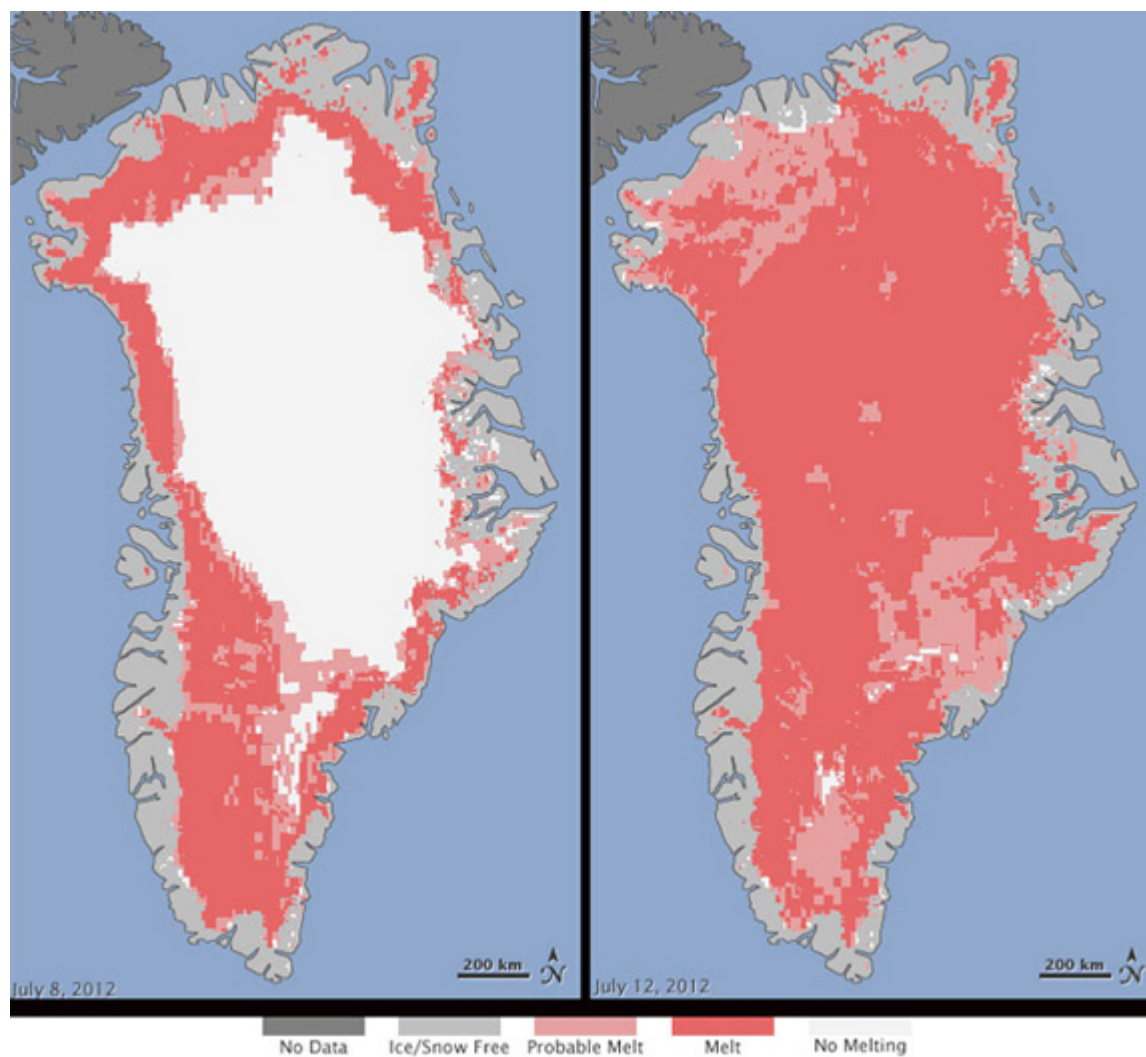 200 km
N
July 8, 2012
200 km
N
July 12, 2012
No Data
Ice/Snow Free
Probable Melt
Melt
No Melting